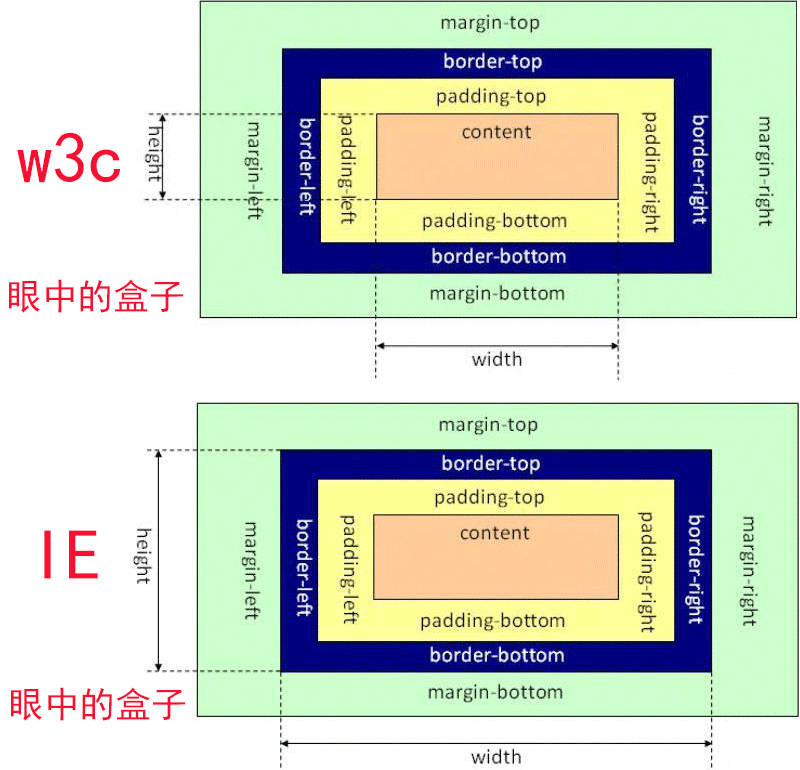 margin-top
border-top
padding-top
content
height
margin-left
border-left
padding-left
padding-right
border-right
margin-right
w3c
padding-bottom
border-bottom
margin-bottom
眼中的盒子
width
margin-top
border-top
padding-top
content
height
margin-left
border-left
padding-left
padding-right
border-right
margin-right
IE
padding-bottom
border-bottom
margin-bottom
眼中的盒子
width